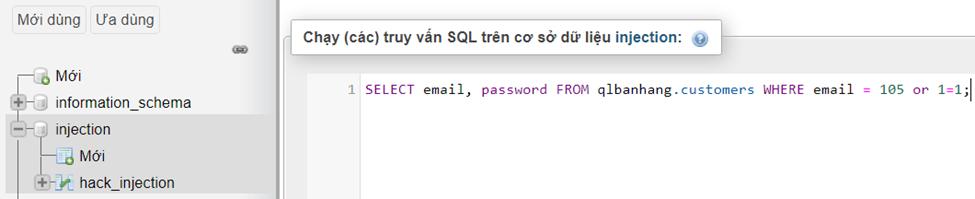 Mới dùng Ưa dùng
Chạy (các) truy vấn SQL trên cơ sở dữ liệu injection:
Mới
information_schema
injection
Mới
hack_injection
1 SELECT email, password FROM qlbanhang.customers WHERE email = 105 or 1=1;